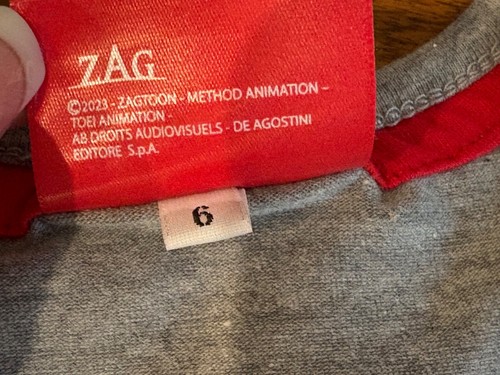 ZAG
©2023 - ZAGTOON - METHOD ANIMATION -
TOEI ANIMATION -
AB DROITS AUDIOVISUELS - DE AGOSTINI
EDITORE S.p.A.
6